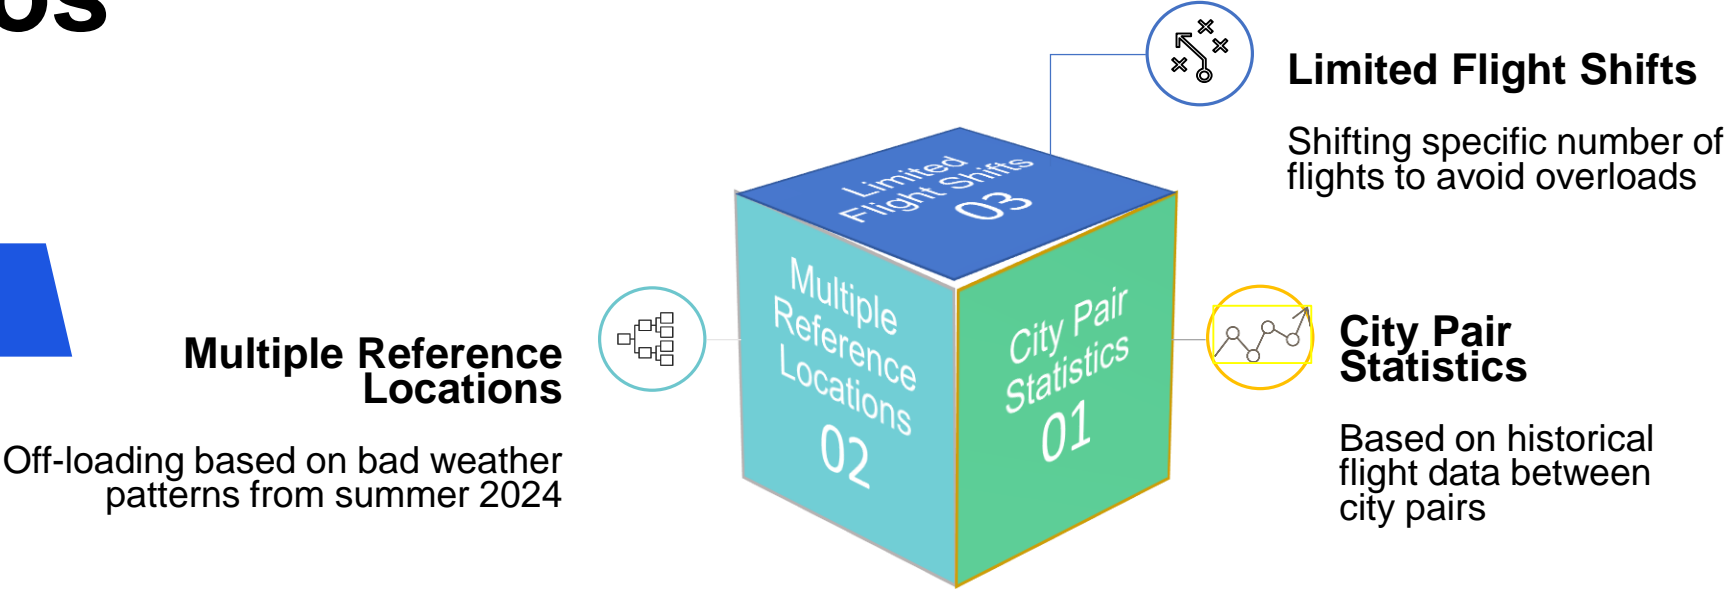 os
Limited Flight Shifts
Shifting specific number of
flights to avoid overloads
Limited
Flight Shifts
03
Multiple
Reference
Locations
02
City Pair
Statistics
01
Multiple Reference
Locations
Off-loading based on bad weather
patterns from summer 2024
City Pair
Statistics
Based on historical
flight data between
city pairs